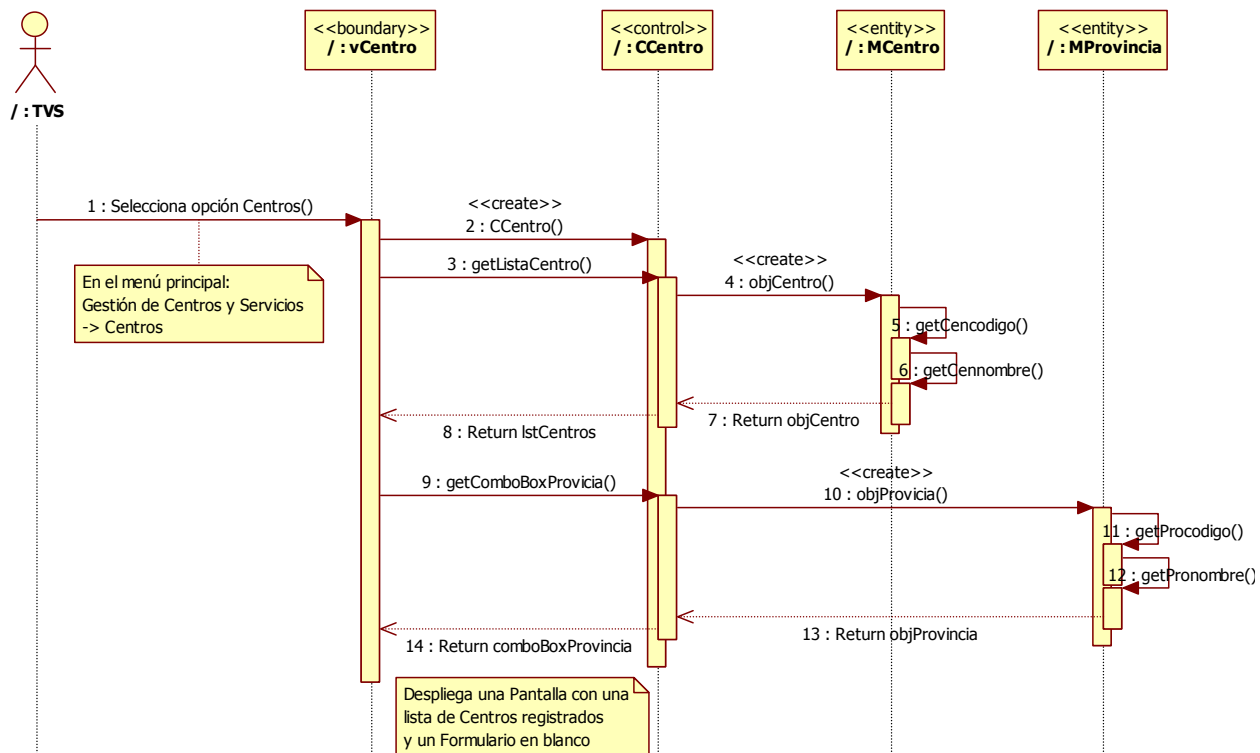 <<boundary>>
/ : vCentro
<<control>>
/ : CCentro
<<entity>>
/ : MCentro
<<entity>>
/ : MProvincia
/ : TVS
1 : Selecciona opción Centros()
<<create>>
2 : CCentro()
En el menú principal:
Gestión de Centros y Servicios
-> Centros
3 : getListaCentro()
<<create>>
4 : objCentro()
5 : getCencodigo()
6 : getCennombre()
7 : Return objCentro
8 : Return lstCentros
9 : getComboBoxProvicia()
<<create>>
10 : objProvicia()
11 : getProcodigo()
12 : getPronombre()
13 : Return objProvincia
14 : Return comboBoxProvincia
Despliega una Pantalla con una
lista de Centros registrados
y un Formulario en blanco